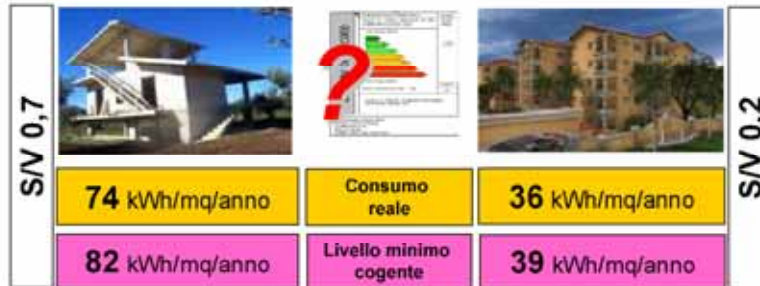 S/V 0,7
?
S/V 0,2
74 kWh/mq/anno
Consumo
reale
36 kWh/mq/anno
82 kWh/mq/anno
Livello minimo
cogente
39 kWh/mq/anno